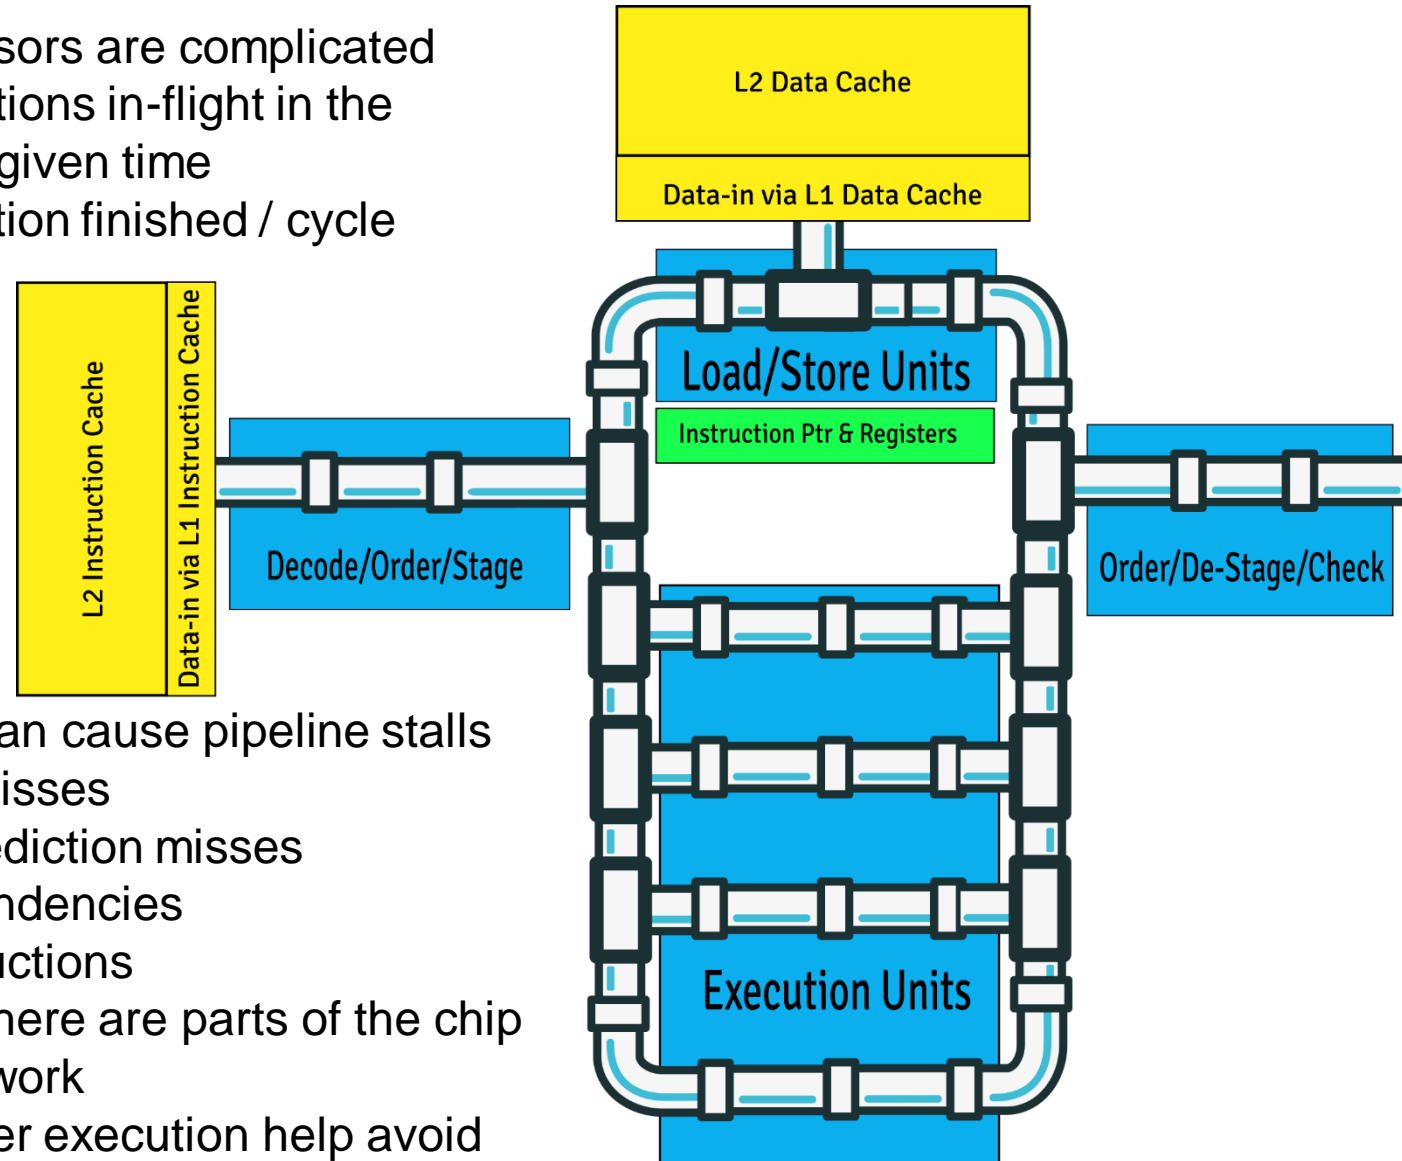 sors are complicated
tions in-flight in the
given time
tion finished / cycle
L2 Data Cache
Data-in via L1 Data Cache
L2 Instruction Cache
Data-in via L1 Instruction Cache
Load/Store Units
Instruction Ptr & Registers
Decode/Order/Stage
Order/De-Stage/Check
an cause pipeline stalls
isses
ediction misses
ndencies
uctions
here are parts of the chip
work
er execution help avoid
Execution Units